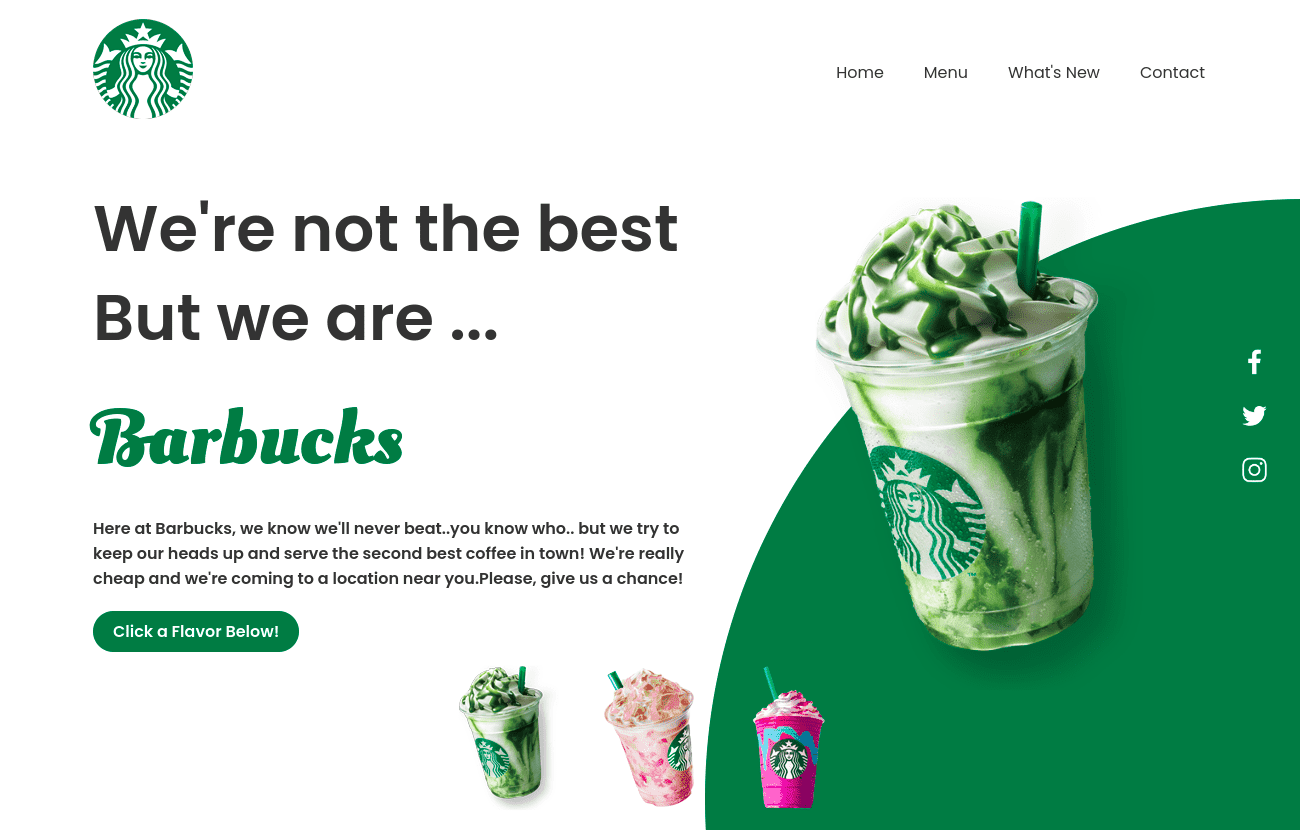 Home Menu What's New Contact
We're not the best
But we are ...
Barbucks
Here at Barbucks, we know we'll never beat..you know who.. but we try to
keep our heads up and serve the second best coffee in town! We're really
cheap and we're coming to a location near you.Please, give us a chance!
Click a Flavor Below!
TM